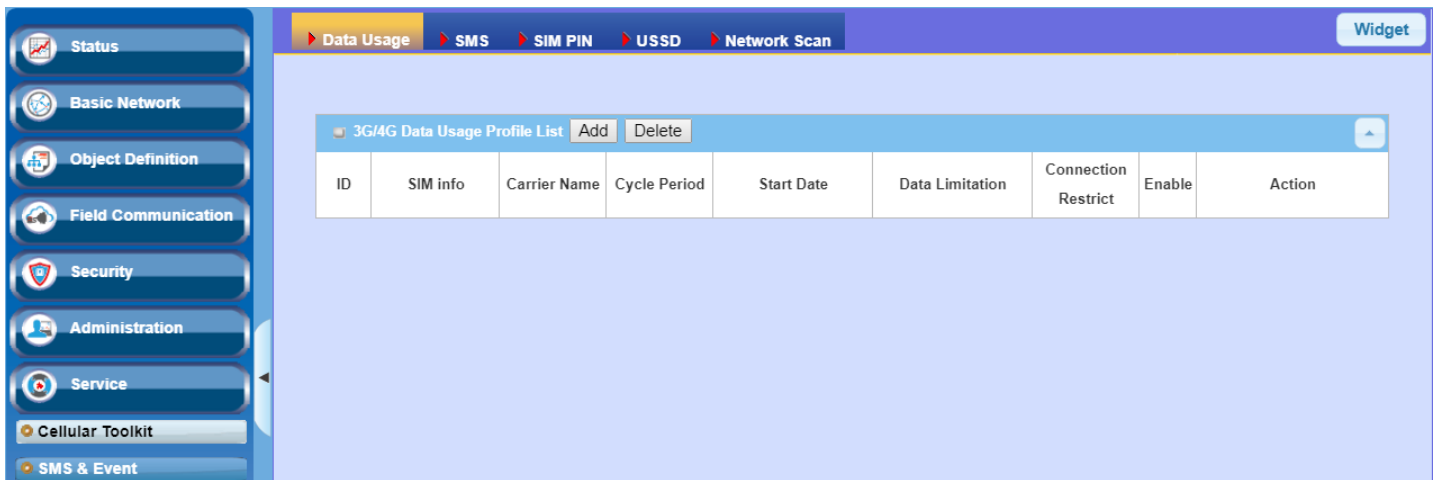 Status
Basic Network
Object Definition
Field Communication
Security
Administration
Service
Cellular Toolkit
SMS & Event
Data Usage SMS SIM PIN USSD Network Scan
Widget
3G/4G Data Usage Profile List Add Delete
ID SIM info Carrier Name Cycle Period Start Date Data Limitation Connection Restrict Enable Action